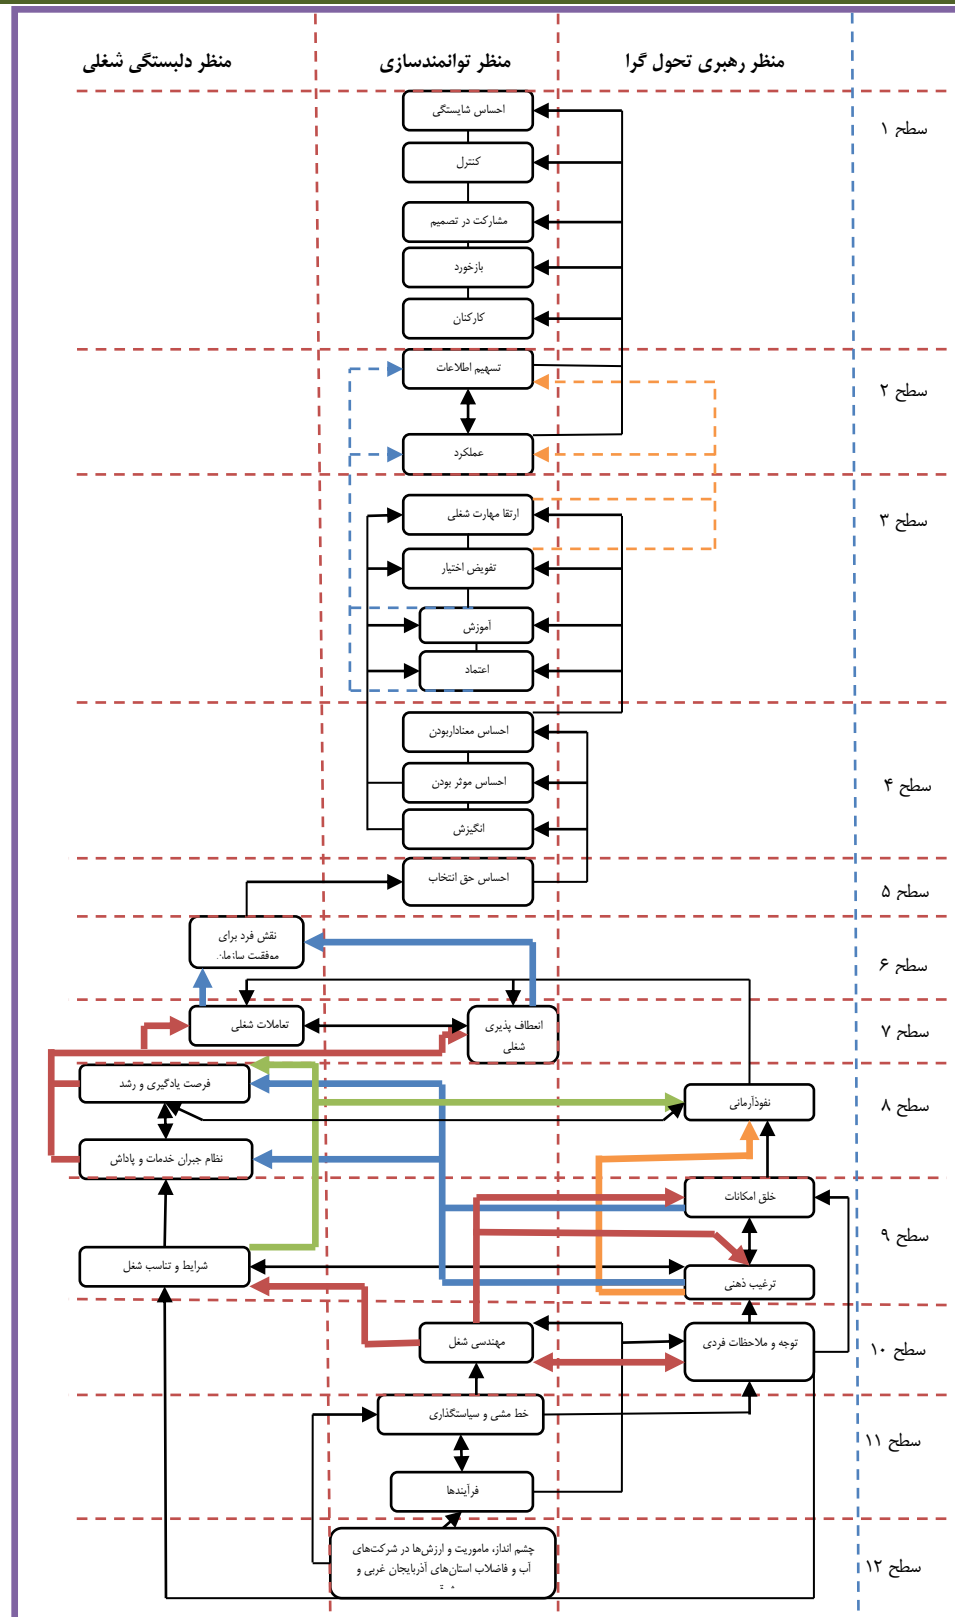 منظر رهبری تحول گرا
منظر توانمندسازی
منظر دلبستگی شغلی
سطح ۱
احساس شایستگی
کنترل
مشارکت در تصمیم
بازخورد
کارکنان
سطح ۲
تسهیم اطلاعات
عملکرد
سطح ۳
ارتقا مهارت شغلی
تفویض اختیار
آموزش
اعتماد
سطح ۴
احساس معناداربودن
احساس موثر بودن
انگیزش
سطح ۵
احساس حق انتخاب
سطح ۶
نقش فرد برای
موفقیت سازمان
سطح ۷
انعطاف پذیری
شغلی
تعاملات شغلی
سطح ۸
نفوذآرمانی
فرصت یادگیری و رشد
نظام جبران خدمات و پاداش
سطح ۹
خلق امکانات
ترغیب ذهنی
شرایط و تناسب شغل
سطح ۱۰
توجه و ملاحظات فردی
مهندسی شغل
سطح ۱۱
خط مشی و سیاستگذاری
فرآیندها
سطح ۱۲
چشم انداز، ماموریت و ارزش‌ها در شرکت‌های
آب و فاضلاب استان‌های آذربایجان غربی و